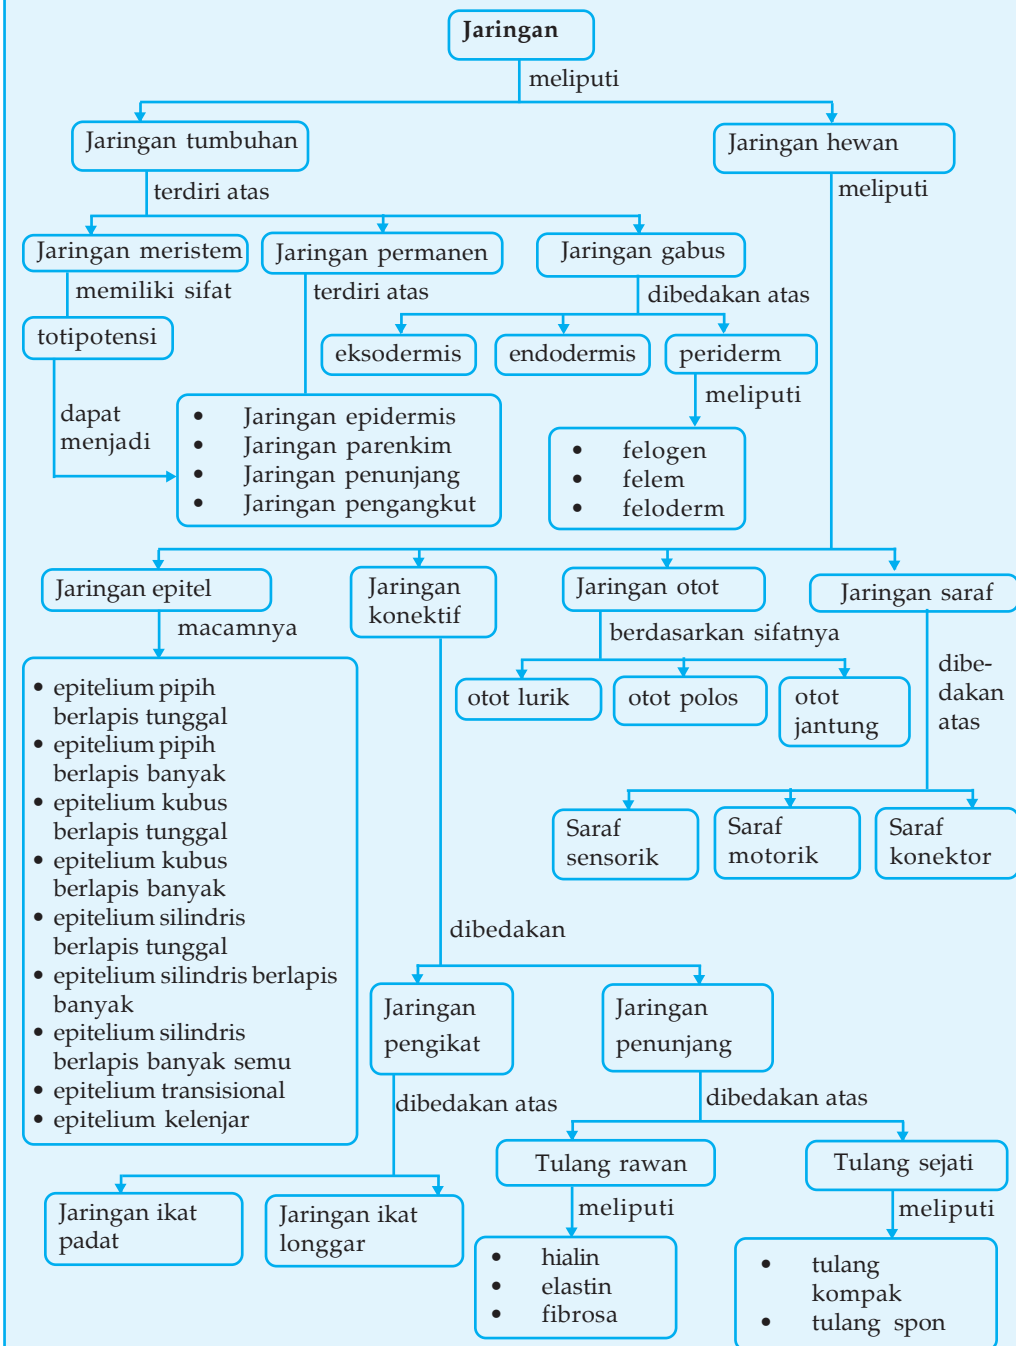 Jaringan
meliputi
Jaringan tumbuhan
Jaringan hewan
terdiri atas
meliputi
Jaringan meristem
Jaringan permanen
Jaringan gabus
memiliki sifat
terdiri atas
dibedakan atas
totipotensi
eksodermis
endodermis
periderm
dapat
menjadi
meliputi
• Jaringan epidermis
• Jaringan parenkim
• Jaringan penunjang
• Jaringan pengangkut
• felogen
• felem
• feloderm
Jaringan epitel
Jaringan
konektif
Jaringan otot
Jaringan saraf
macamnya
berdasarkan sifatnya
dibe-
dakan
atas
• epitelium pipih
berlapis tunggal
• epitelium pipih
berlapis banyak
• epitelium kubus
berlapis tunggal
• epitelium kubus
berlapis banyak
• epitelium silindris
berlapis tunggal
• epitelium silindris berlapis
banyak
• epitelium silindris
berlapis banyak semu
• epitelium transisional
• epitelium kelenjar
otot lurik
otot polos
otot
jantung
Saraf
sensorik
Saraf
motorik
Saraf
konektor
dibedakan
Jaringan
pengikat
Jaringan
penunjang
dibedakan atas
dibedakan atas
Tulang rawan
Tulang sejati
Jaringan ikat
padat
Jaringan ikat
longgar
meliputi
meliputi
• hialin
• elastin
• fibrosa
• tulang
kompak
• tulang spon